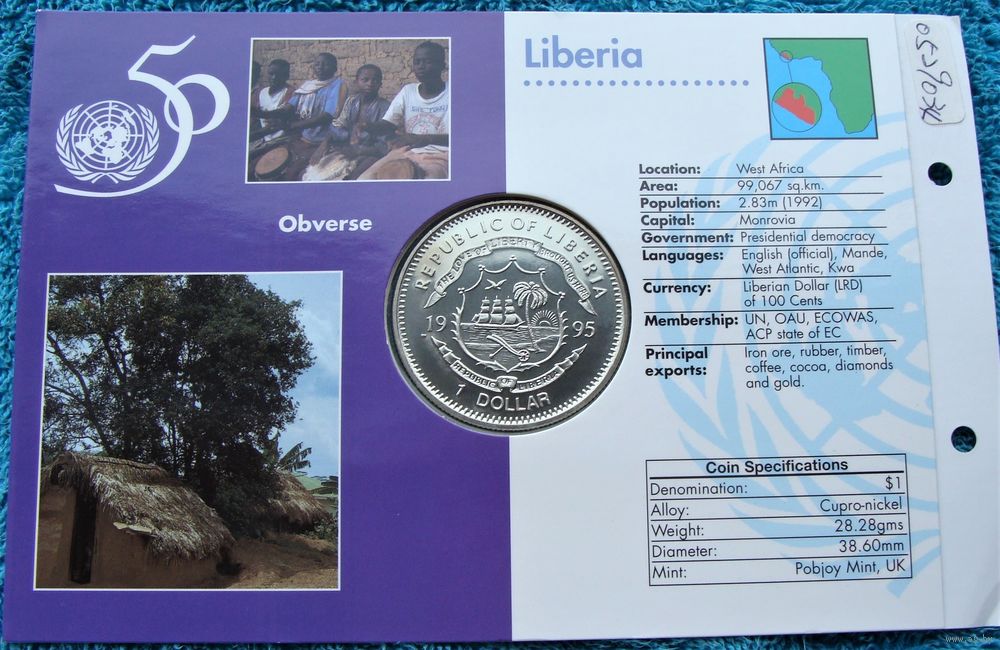 50
Obverse
REPUBLIC OF LIBERIA
THE LOVE OF LIBERTY BROUGHT US HERE
19 95
REPUBLIC OF LIBERIA
1 DOLLAR
Liberia
Location: West Africa
Area: 99,067 sq.km.
Population: 2.83m (1992)
Capital: Monrovia
Government: Presidential democracy
Languages: English (official), Mande,
West Atlantic, Kwa
Currency: Liberian Dollar (LRD)
of 100 Cents
Membership: UN, OAU, ECOWAS,
ACP state of EC
Principal
exports:
Iron ore, rubber, timber,
coffee, cocoa, diamonds
and gold.
Coin Specifications
Denomination: $1
Alloy: Cupro-nickel
Weight: 28.28gms
Diameter: 38.60mm
Mint: Pobjoy Mint, UK